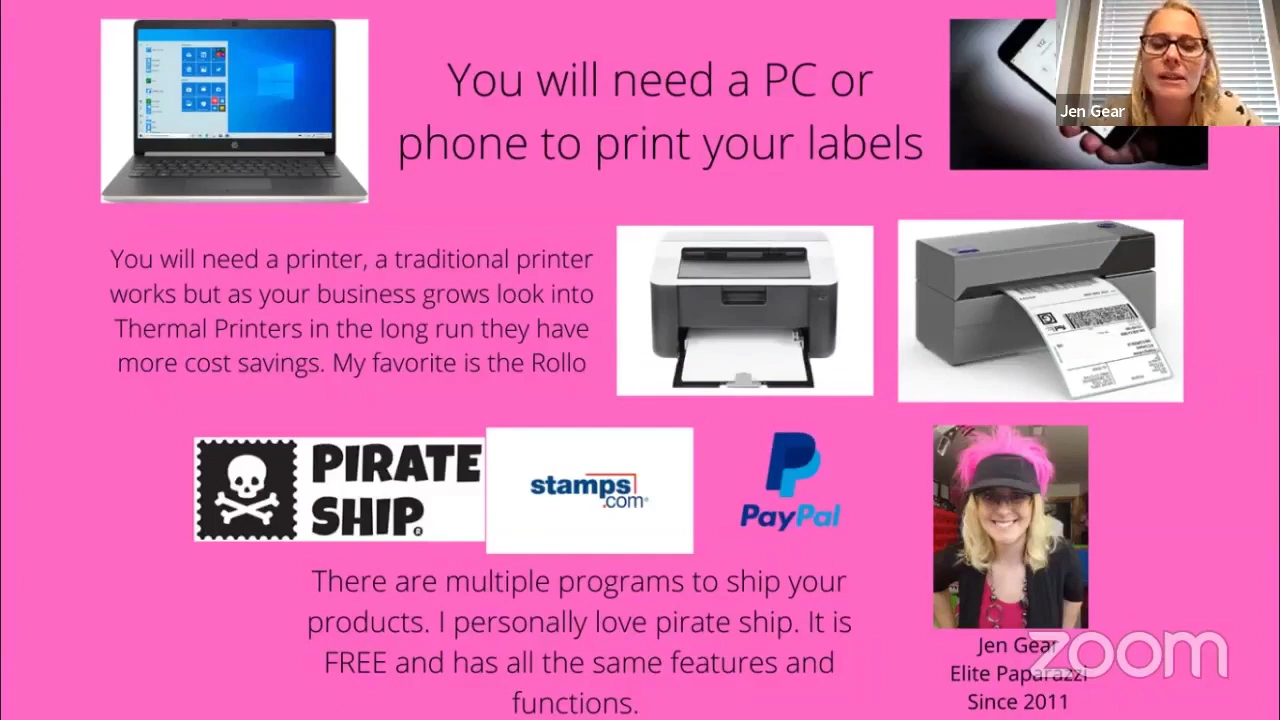 You will need a PC or
phone to print your labels
Jen Gear
You will need a printer, a traditional printer
works but as your business grows look into
Thermal Printers in the long run they have
more cost savings. My favorite is the Rollo
PIRATE
SHIP®
stamps
.com®
PayPal
There are multiple programs to ship your
products. I personally love pirate ship. It is
FREE and has all the same features and
functions.
Jen Gear
Elite Paparazzi
Since 2011
zoom